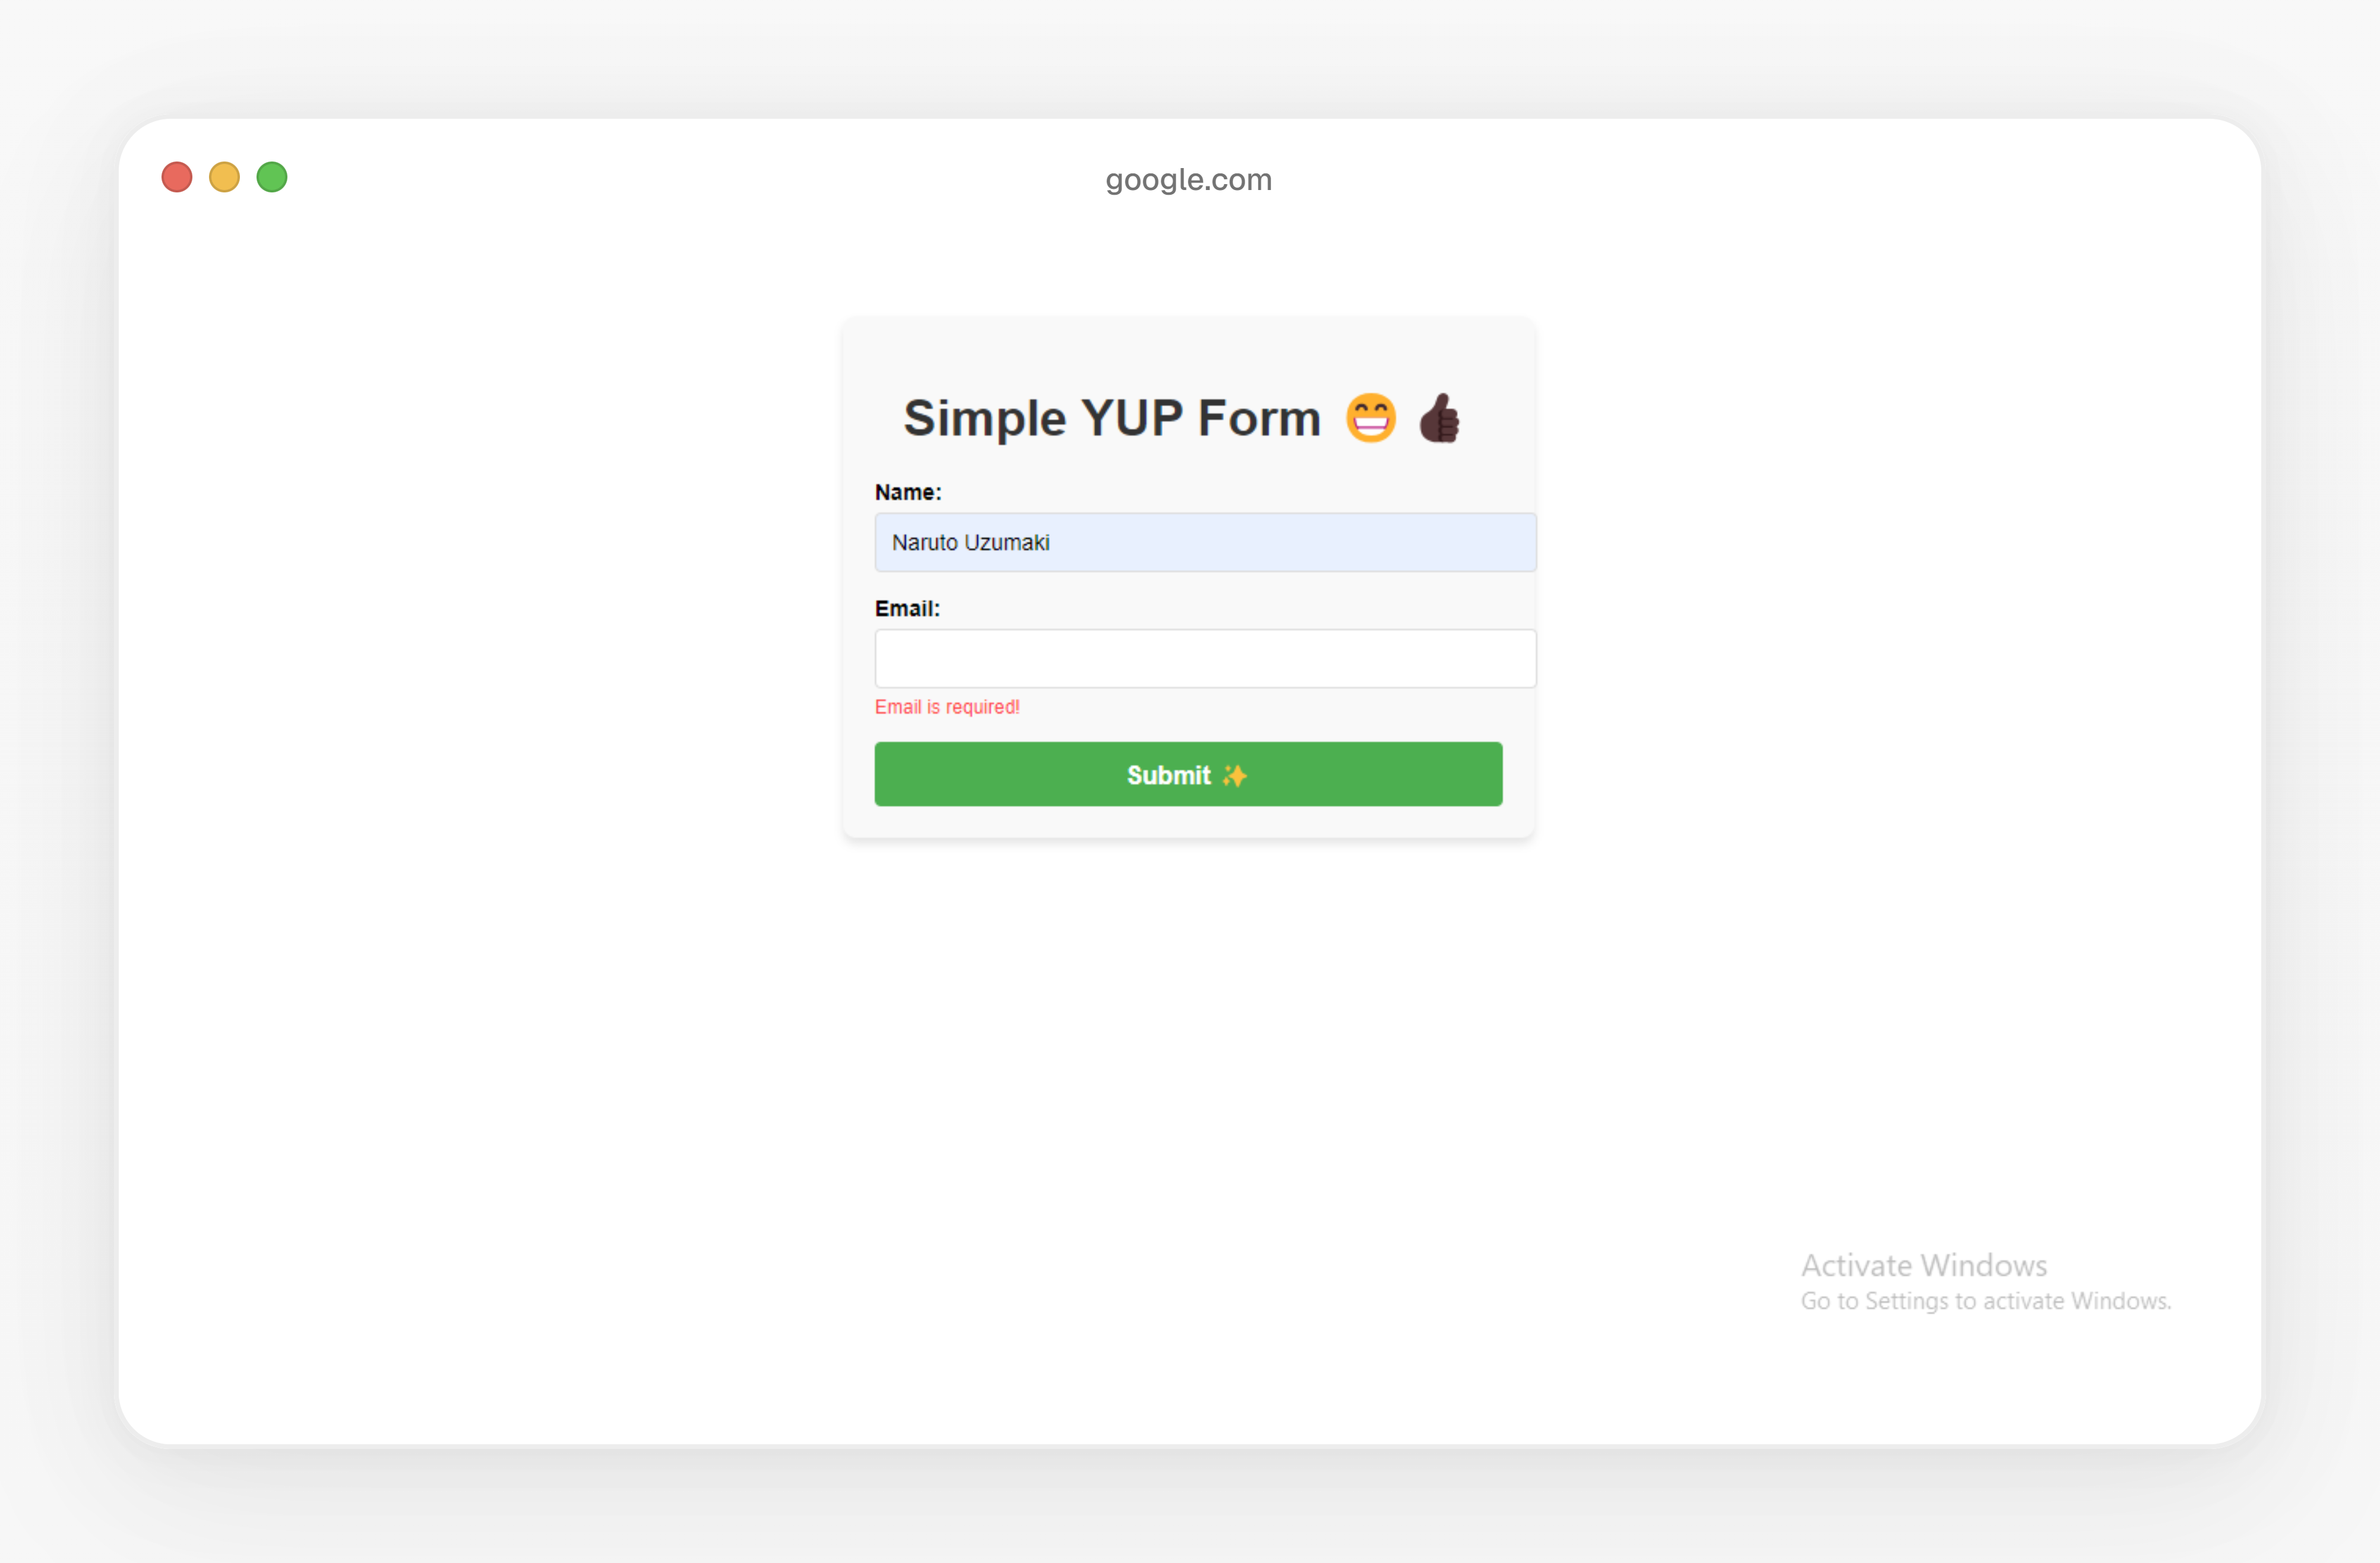 google.com
Simple YUP Form 😁 👍🏿
Name:
Naruto Uzumaki
Email:
Email is required!
Submit ✨
Activate Windows
Go to Settings to activate Windows.